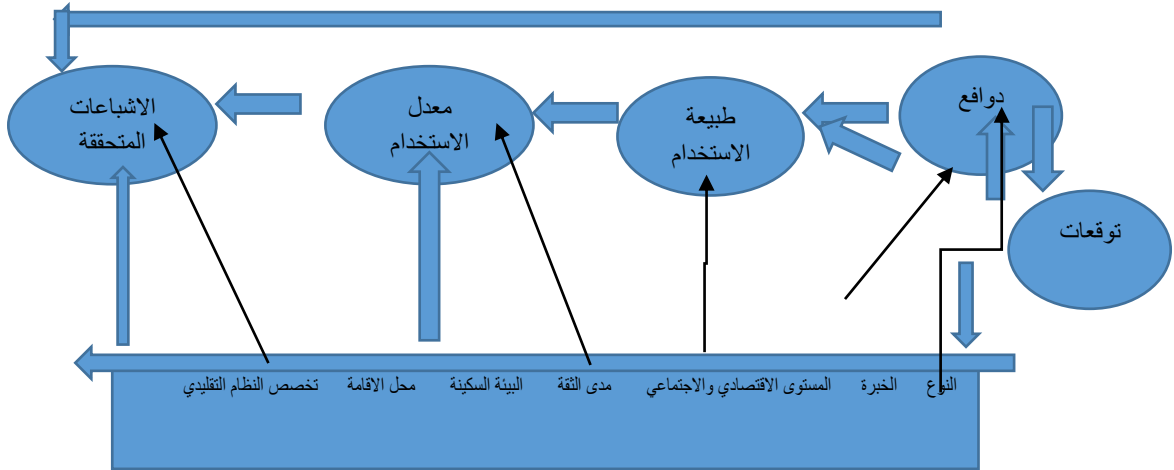 دوافع
توقعات
طبيعة
الاستخدام
معدل
الاستخدام
الاشباعات
المتحققة
النوع الخبرة المستوى الاقتصادي والاجتماعي مدى الثقة البيئة السكينة محل الاقامة تخصص النظام التقليدي